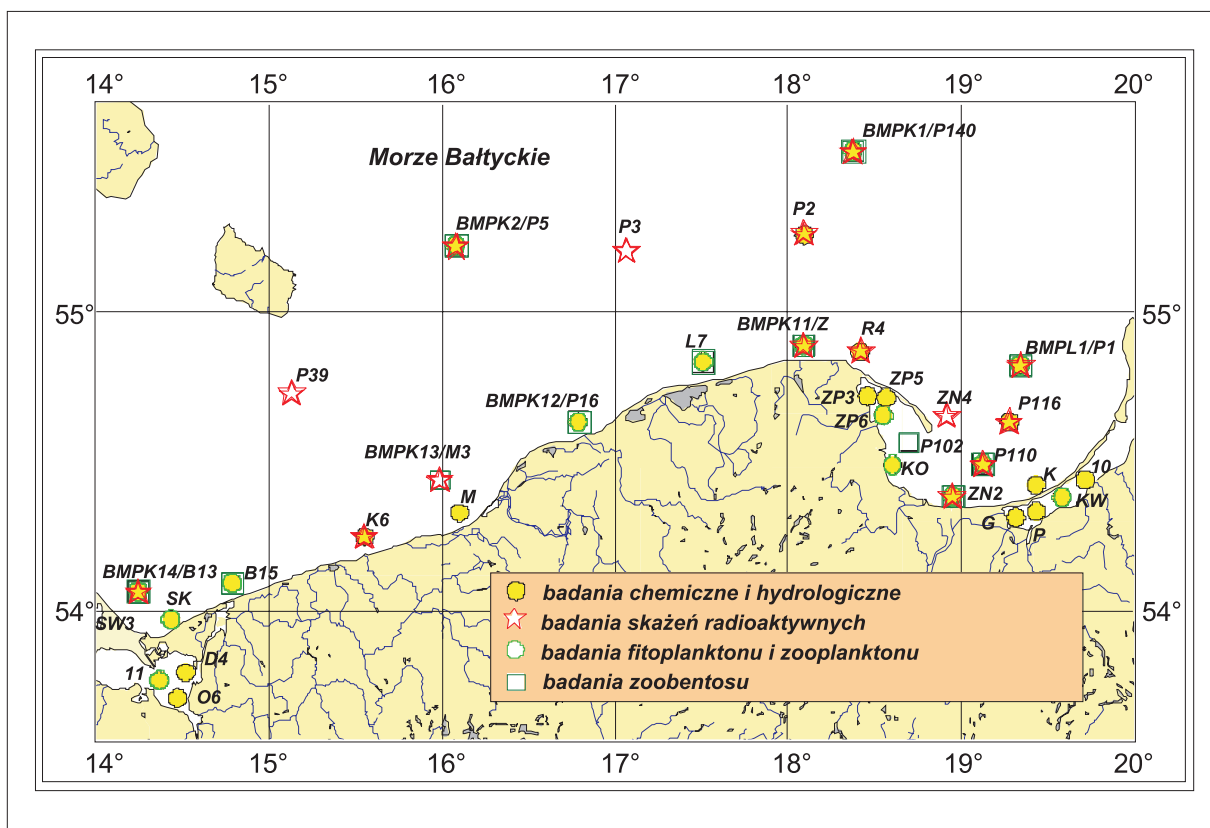 14° 15° 16° 17° 18° 19° 20°
BMPK1/P140
Morze Bałtyckie
P2
BMPK2/P5
P3
55° 55°
BMPK11/Z
R4
L7
BMPL1/P1
P39
ZP5
ZP3
ZN4
P116
BMPK12/P16
ZP6
P102
BMPK13/M3
P110
KO
K
10
M
ZN2
KW
K6
G
P
BMPK14/B13
B15
SK
badania chemiczne i hydrologiczne
54° 54°
SW3
badania skażeń radioaktywnych
badania fitoplanktonu i zooplanktonu
11
D4
badania zoobentosu
O6
14° 15° 16° 17° 18° 19° 20°